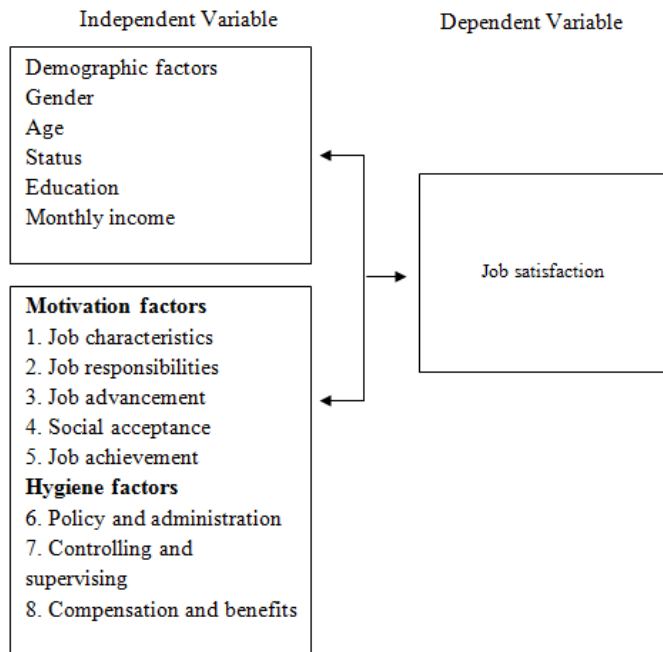 Independent Variable
Dependent Variable
Demographic factors
Gender
Age
Status
Education
Monthly income
Motivation factors
1. Job characteristics
2. Job responsibilities
3. Job advancement
4. Social acceptance
5. Job achievement
Hygiene factors
6. Policy and administration
7. Controlling and
supervising
8. Compensation and benefits
Job satisfaction